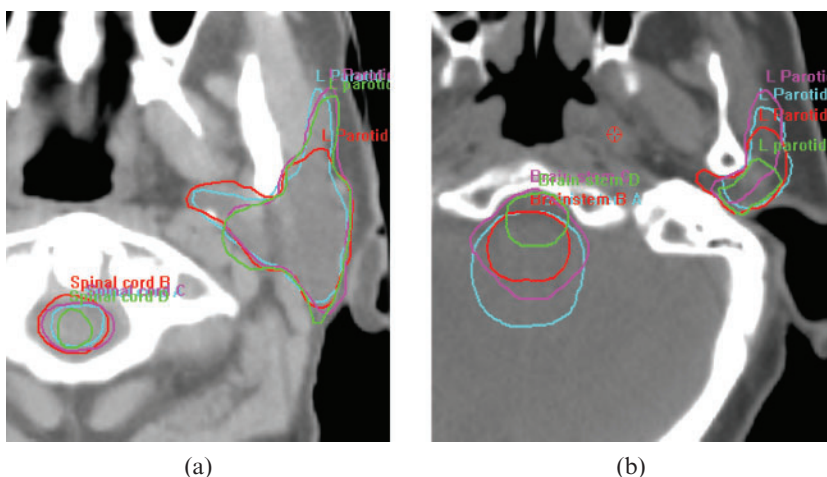 L Parotid
L parotid
L Parotid
Spinal cord B
Spinal cord C
Spinal cord D
(a)
L Parotid
L Parotid
L Parotid
L parotid
Brainstem D
Brainstem B
(b)